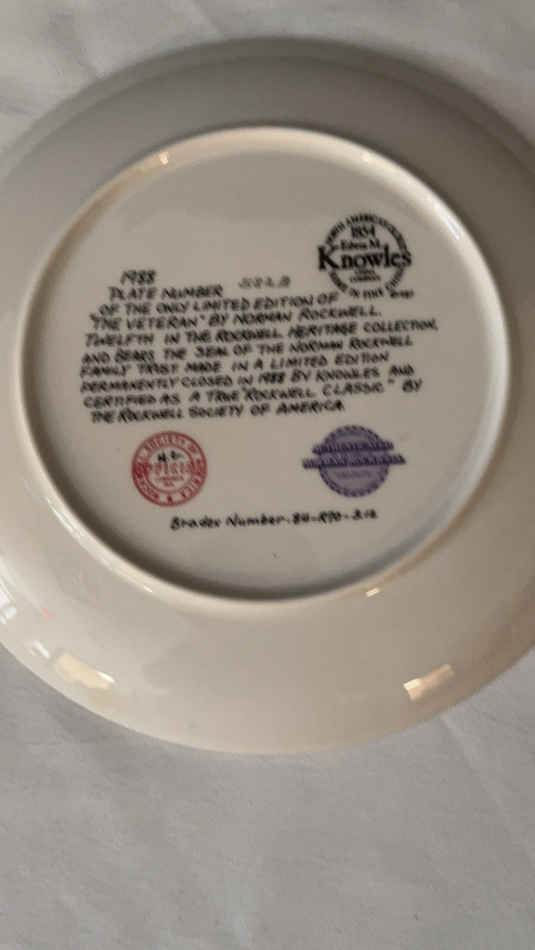 1854
Edwin M.
Knowles
1988
PLATE NUMBER
OF THE ONLY LIMITED EDITION OF
"THE VETERAN" BY NORMAN ROCKWELL.
TWELFTH IN THE ROCKWELL HERITAGE COLLECTION,
AND BEARS THE SEAL OF THE NORMAN ROCKWELL
FAMILY TRUST. MADE IN A LIMITED EDITION
PERMANENTLY CLOSED IN 1988 BY KNOWLES AND
CERTIFIED AS A TRUE "ROCKWELL CLASSIC" BY
THE ROCKWELL SOCIETY OF AMERICA
Bradex Number-84-R70-3.12